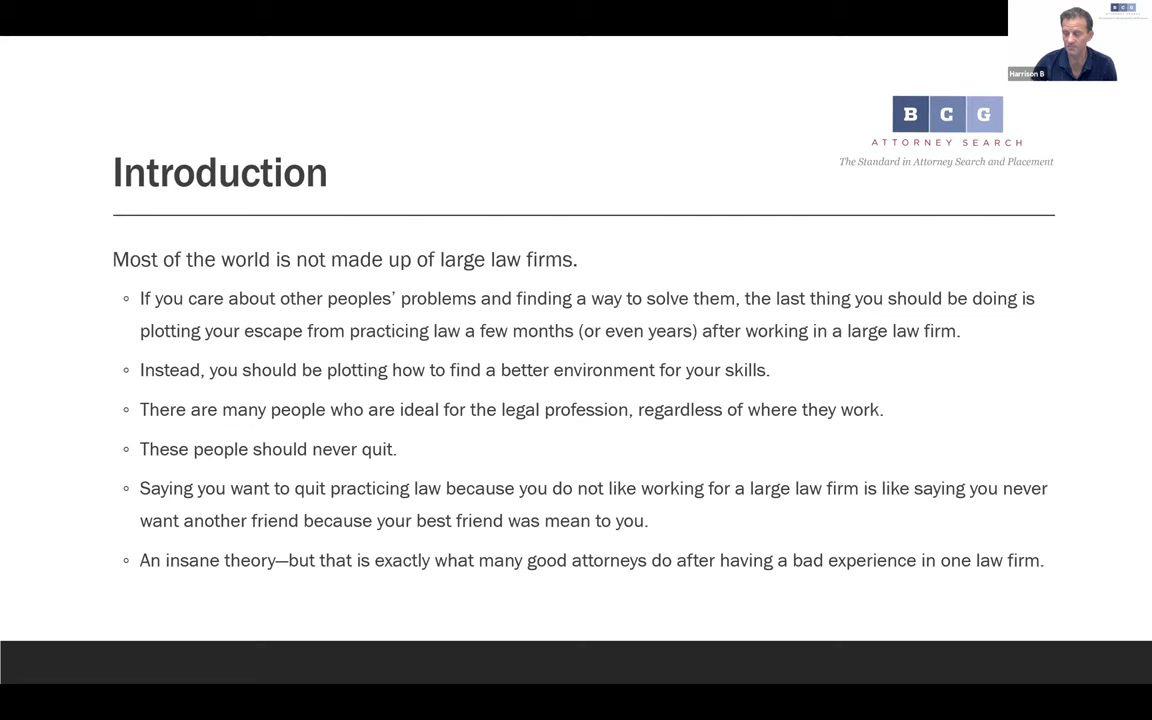 Harrison B
B C G
ATTORNEY SEARCH
The Standard in Attorney Search and Placement
Introduction
Most of the world is not made up of large law firms.
◦ If you care about other peoples’ problems and finding a way to solve them, the last thing you should be doing is
plotting your escape from practicing law a few months (or even years) after working in a large law firm.
◦ Instead, you should be plotting how to find a better environment for your skills.
◦ There are many people who are ideal for the legal profession, regardless of where they work.
◦ These people should never quit.
◦ Saying you want to quit practicing law because you do not like working for a large law firm is like saying you never
want another friend because your best friend was mean to you.
◦ An insane theory—but that is exactly what many good attorneys do after having a bad experience in one law firm.